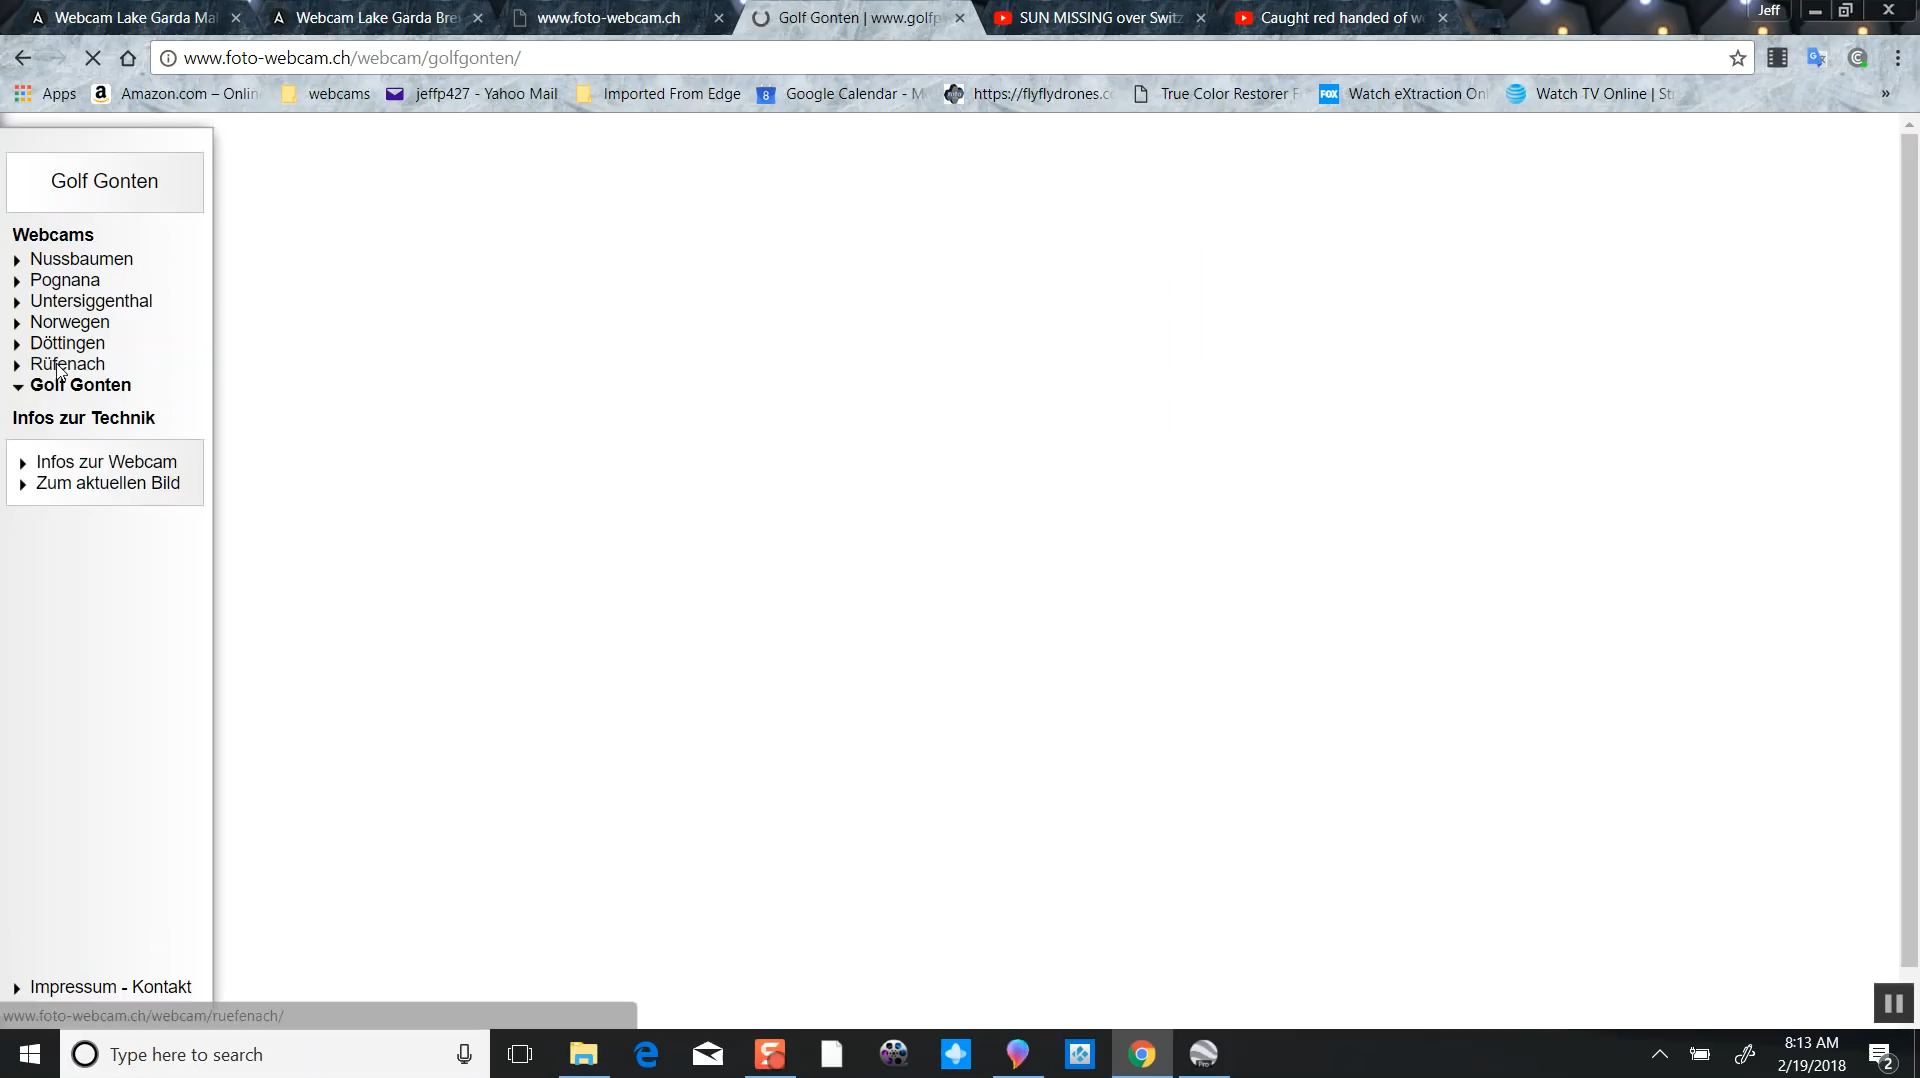 Webcam Lake Garda Mal
Webcam Lake Garda Bre
www.foto-webcam.ch
Golf Gonten | www.golfp
SUN MISSING over Switz
Caught red handed of w
Jeff
www.foto-webcam.ch/webcam/golfgonten/
Apps
Amazon.com – Onlin
webcams
jeffp427 - Yahoo Mail
Imported From Edge
Google Calendar - M
https://flyflydrones.c
True Color Restorer F
Watch eXtraction Onl
Watch TV Online | St
»
Golf Gonten
Webcams
Nussbaumen
Pognana
Untersiggenthal
Norwegen
Döttingen
Rüfenach
Golf Gonten
Infos zur Technik
Infos zur Webcam
Zum aktuellen Bild
Impressum - Kontakt
www.foto-webcam.ch/webcam/ruefenach/
Type here to search
8:13 AM
2/19/2018
2